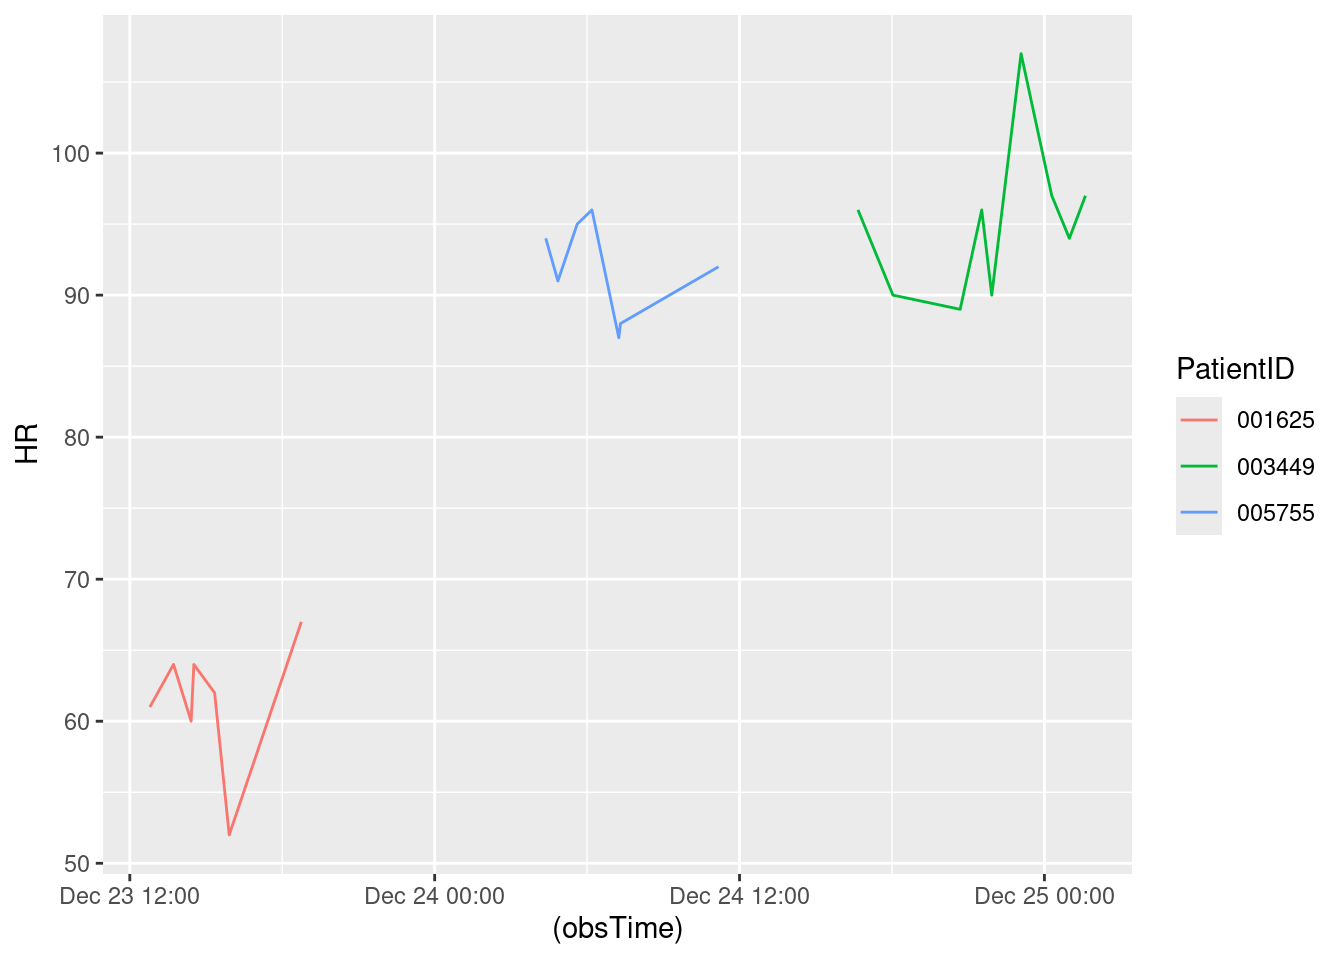 HR
100
90
80
70
60
50
Dec 23 12:00
Dec 24 00:00
Dec 24 12:00
Dec 25 00:00
(obsTime)
PatientID
001625
003449
005755